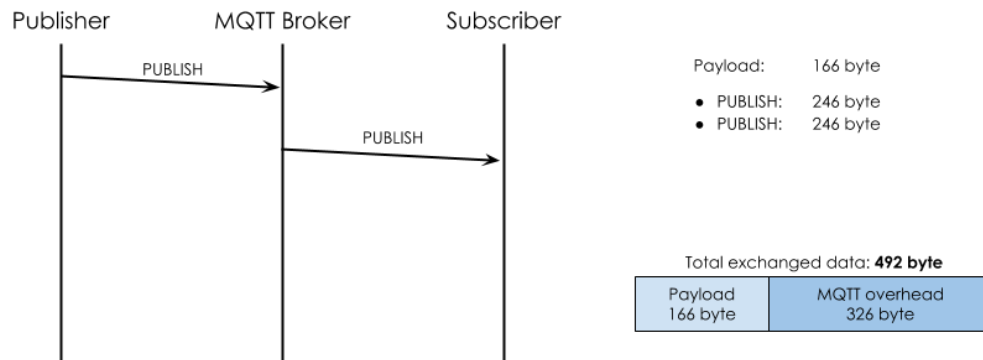 Publisher
MQTT Broker
Subscriber
PUBLISH
PUBLISH
Payload: 166 byte
• PUBLISH: 246 byte
• PUBLISH: 246 byte
Total exchanged data: 492 byte
Payload
166 byte
MQTT overhead
326 byte